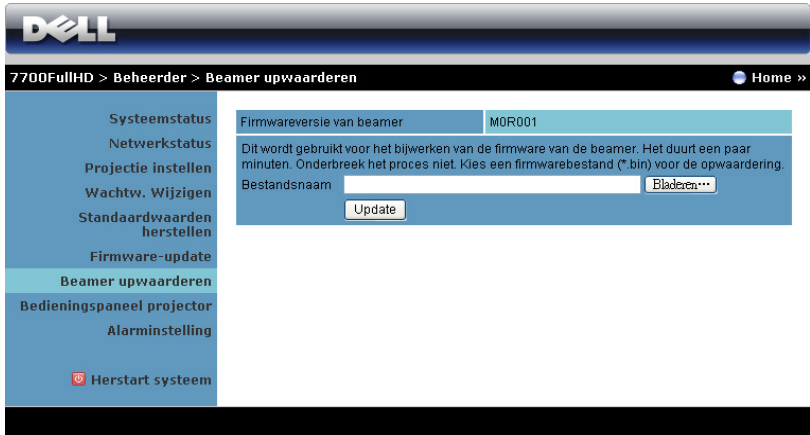 DELL
7700FullHD > Beheerder > Beamer upwaarderen
Home »
Systeemstatus
Netwerkstatus
Projectie instellen
Wachtw. Wijzigen
Standaardwaarden
herstellen
Firmware-update
Beamer upwaarderen
Bedieningspaneel projector
Alarminstelling
Herstart systeem
Firmwareversie van beamer
M0R001
Dit wordt gebruikt voor het bijwerken van de firmware van de beamer. Het duurt een paar
minuten. Onderbreek het proces niet. Kies een firmwarebestand (*.bin) voor de opwaardering.
Bestandsnaam
Bladeren...
Update